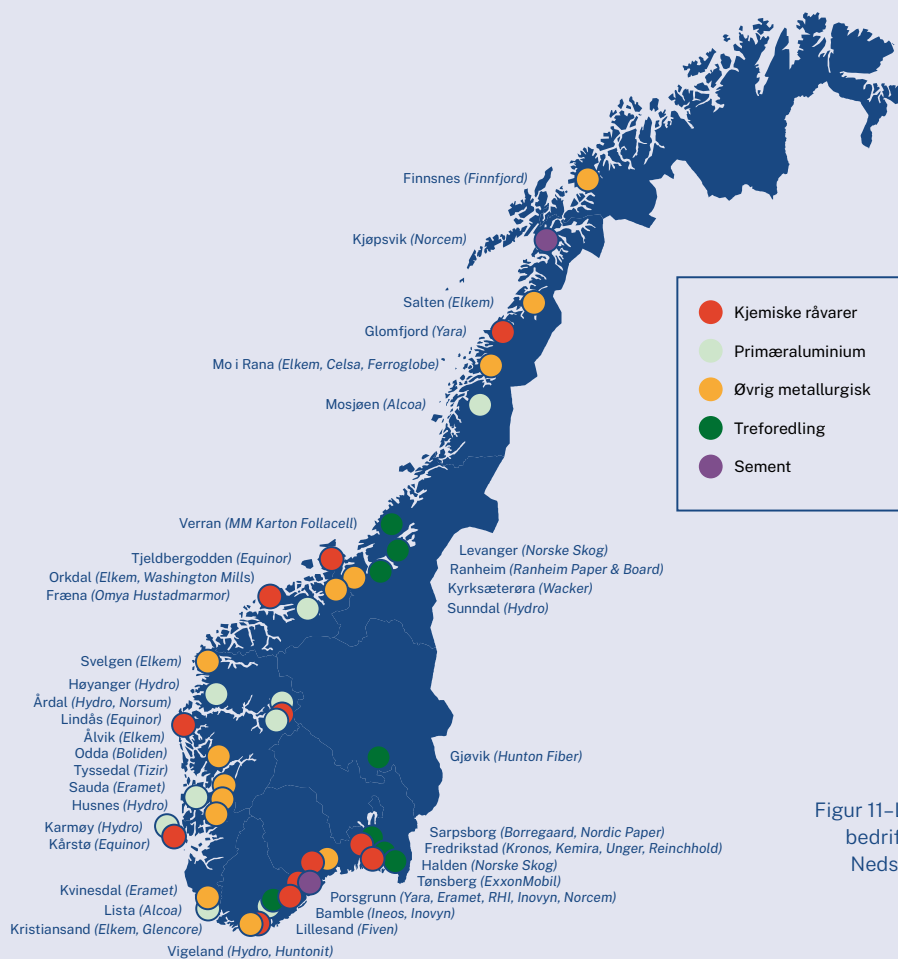 Finnsnes (Finnfjord)
Kjøpsvik (Norcem)
Salten (Elkem)
Glomfjord (Yara)
Mo i Rana (Elkem, Celsa, Ferroglobe)
Mosjøen (Alcoa)
Kjemiske råvarer
Primæraluminium
Øvrig metallurgisk
Treforedling
Sement
Verran (MM Karton Follacell)
Tjeldbergodden (Equinor)
Orkdal (Elkem, Washington Mills)
Fræna (Omya Hustadmarmor)
Levanger (Norske Skog)
Ranheim (Ranheim Paper & Board)
Kyrksæterøra (Wacker)
Sunndal (Hydro)
Svelgen (Elkem)
Høyanger (Hydro)
Årdal (Hydro, Norsum)
Lindås (Equinor)
Ålvik (Elkem)
Odda (Boliden)
Tyssedal (Tizir)
Sauda (Eramet)
Husnes (Hydro)
Karmøy (Hydro)
Kårstø (Equinor)
Kvinesdal (Eramet)
Lista (Alcoa)
Kristiansand (Elkem, Glencore)
Vigeland (Hydro, Huntonit)
Gjøvik (Hunton Fiber)
Sarpsborg (Borregaard, Nordic Paper)
Fredrikstad (Kronos, Kemira, Unger, Reinchhold)
Halden (Norske Skog)
Tønsberg (ExxonMobil)
Porsgrunn (Yara, Eramet, RHI, Inovyn, Norcem)
Bamble (Ineos, Inovyn)
Lillesand (Fiven)
Figur 11–
bedrif
Neds